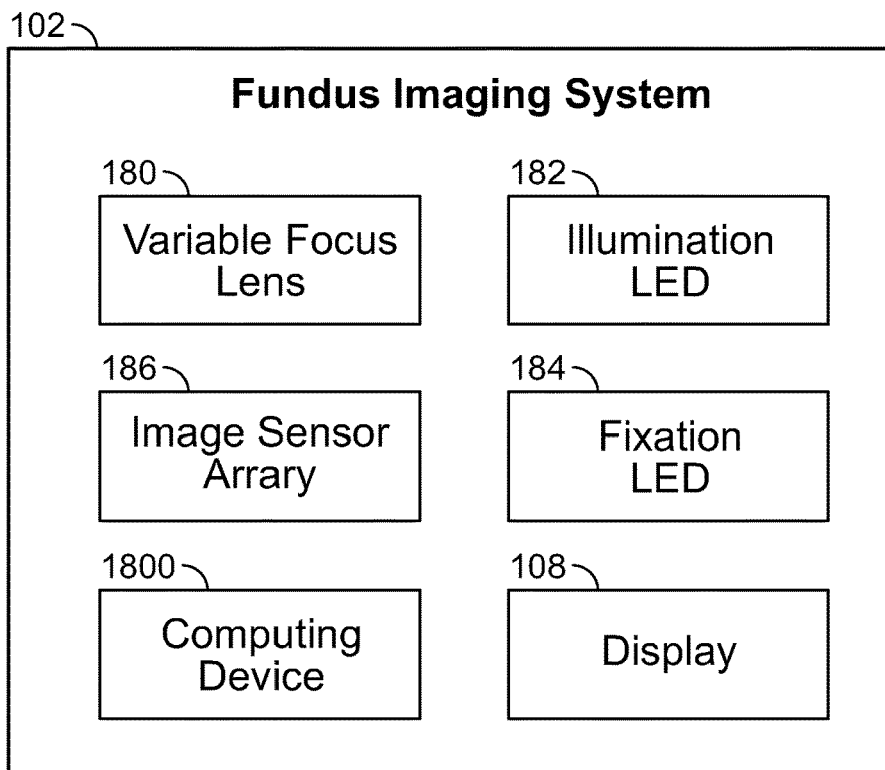 102
Fundus Imaging System
180
182
Variable Focus
Lens
Illumination
LED
186
184
Image Sensor
Arrary
Fixation
LED
1800
108
Computing
Device
Display